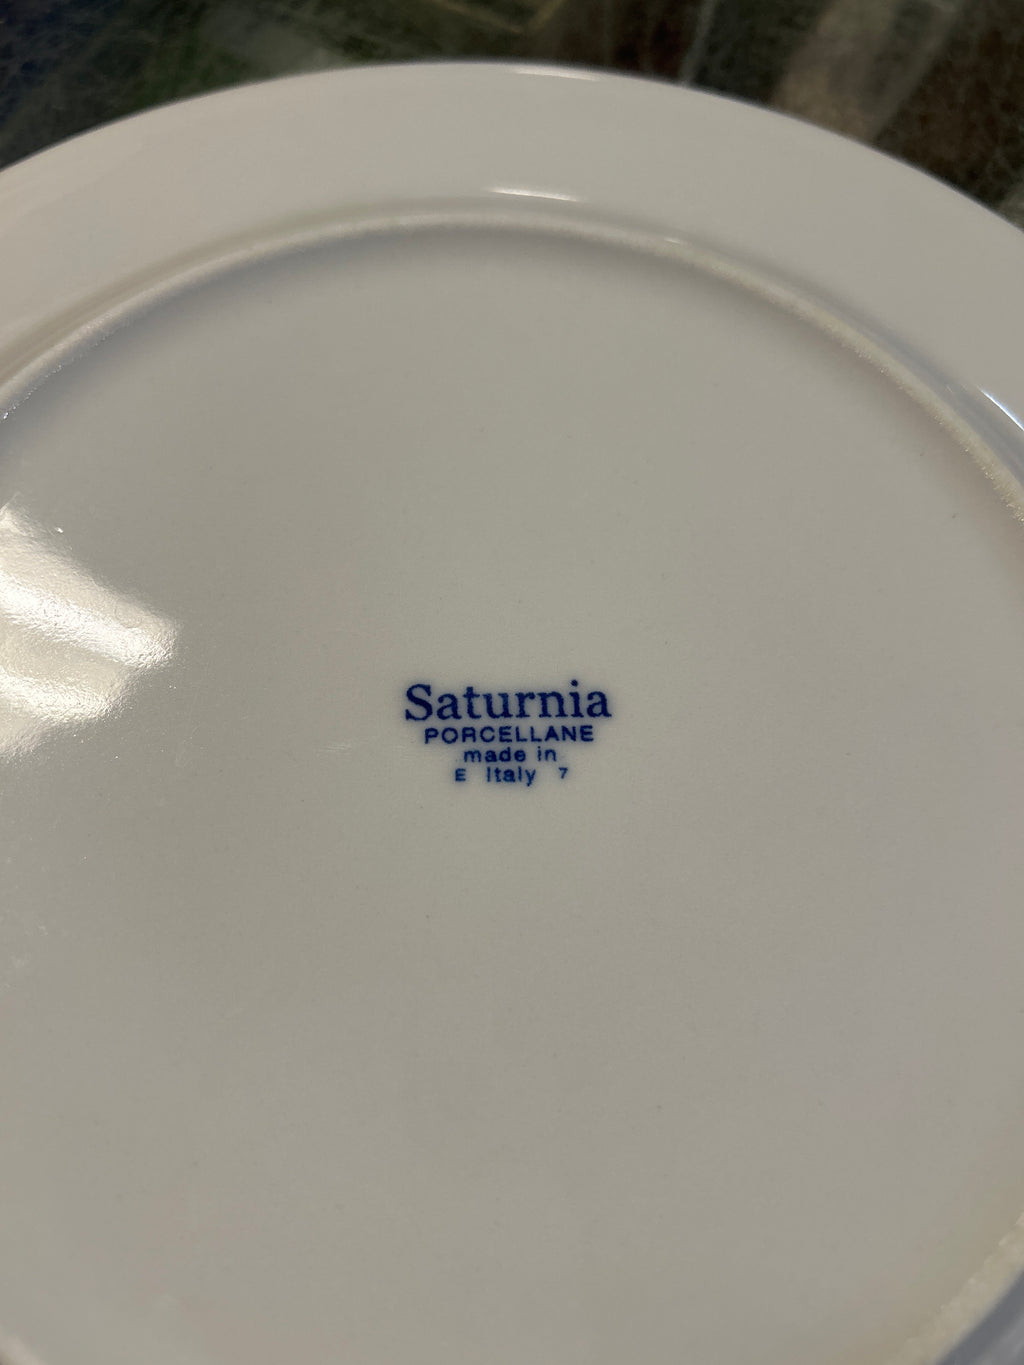 Saturnia
PORCELLANE
made in
E Italy 7